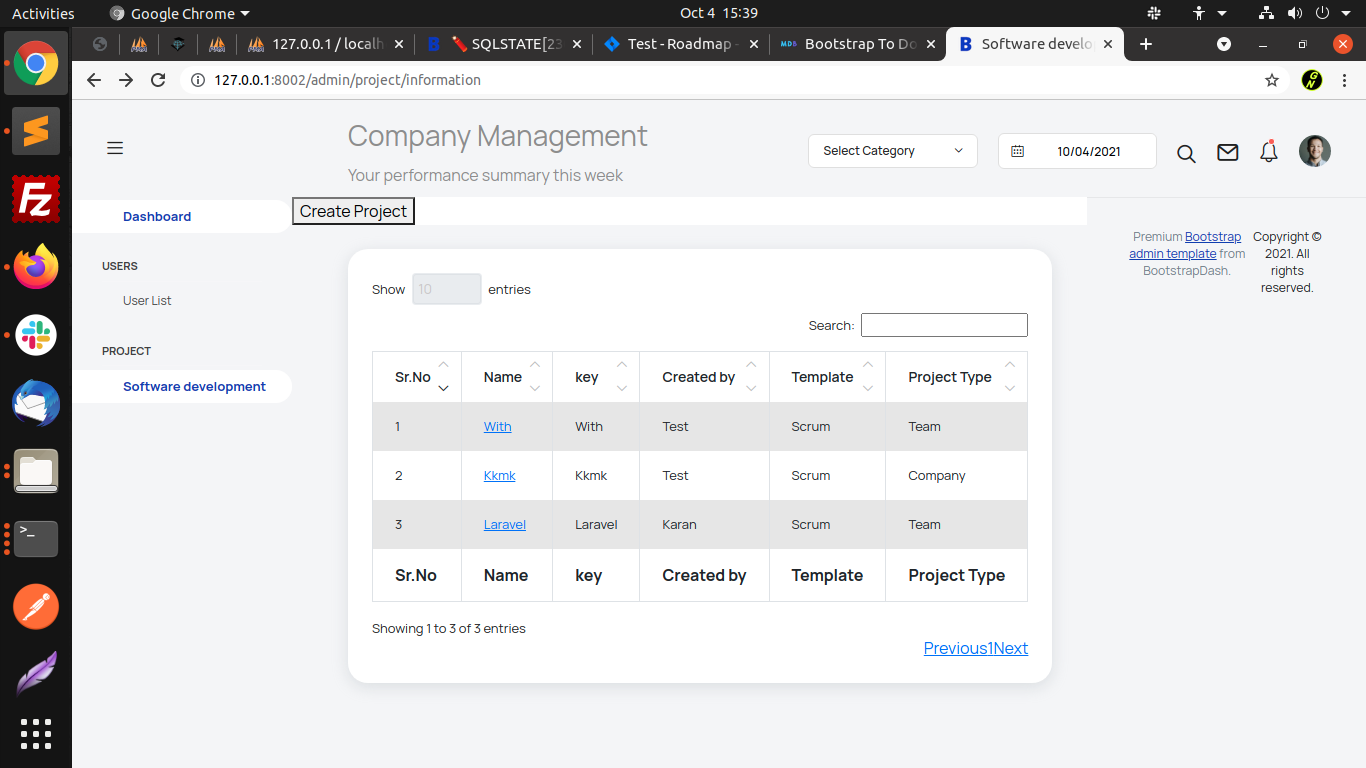 Activities
Google Chrome
Oct 4 15:39
127.0.0.1 / localh
SQLSTATE[23
Test - Roadmap -
MDB
Bootstrap To Do
B
Software develo
127.0.0.1:8002/admin/project/information
GN
Company Management
Your performance summary this week
Select Category
10/04/2021
Dashboard
Create Project
USERS
User List
PROJECT
Software development
Premium Bootstrap
admin template from
BootstrapDash.
Copyright ©
2021. All
rights
reserved.
Show 10 entries
Search:
Sr.No Name key Created by Template Project Type
1 With With Test Scrum Team
2 Kkmk Kkmk Test Scrum Company
3 Laravel Laravel Karan Scrum Team
Sr.No Name key Created by Template Project Type
Showing 1 to 3 of 3 entries
Previous1Next